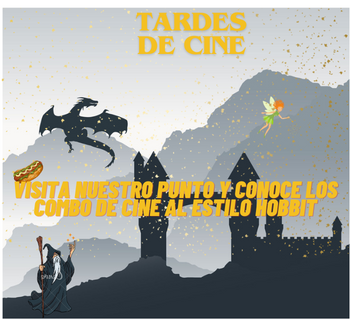 TARDES
DE CINE
VISITA NUESTRO PUNTO Y CONOCE LOS
COMBO DE CINE AL ESTILO HOBBIT